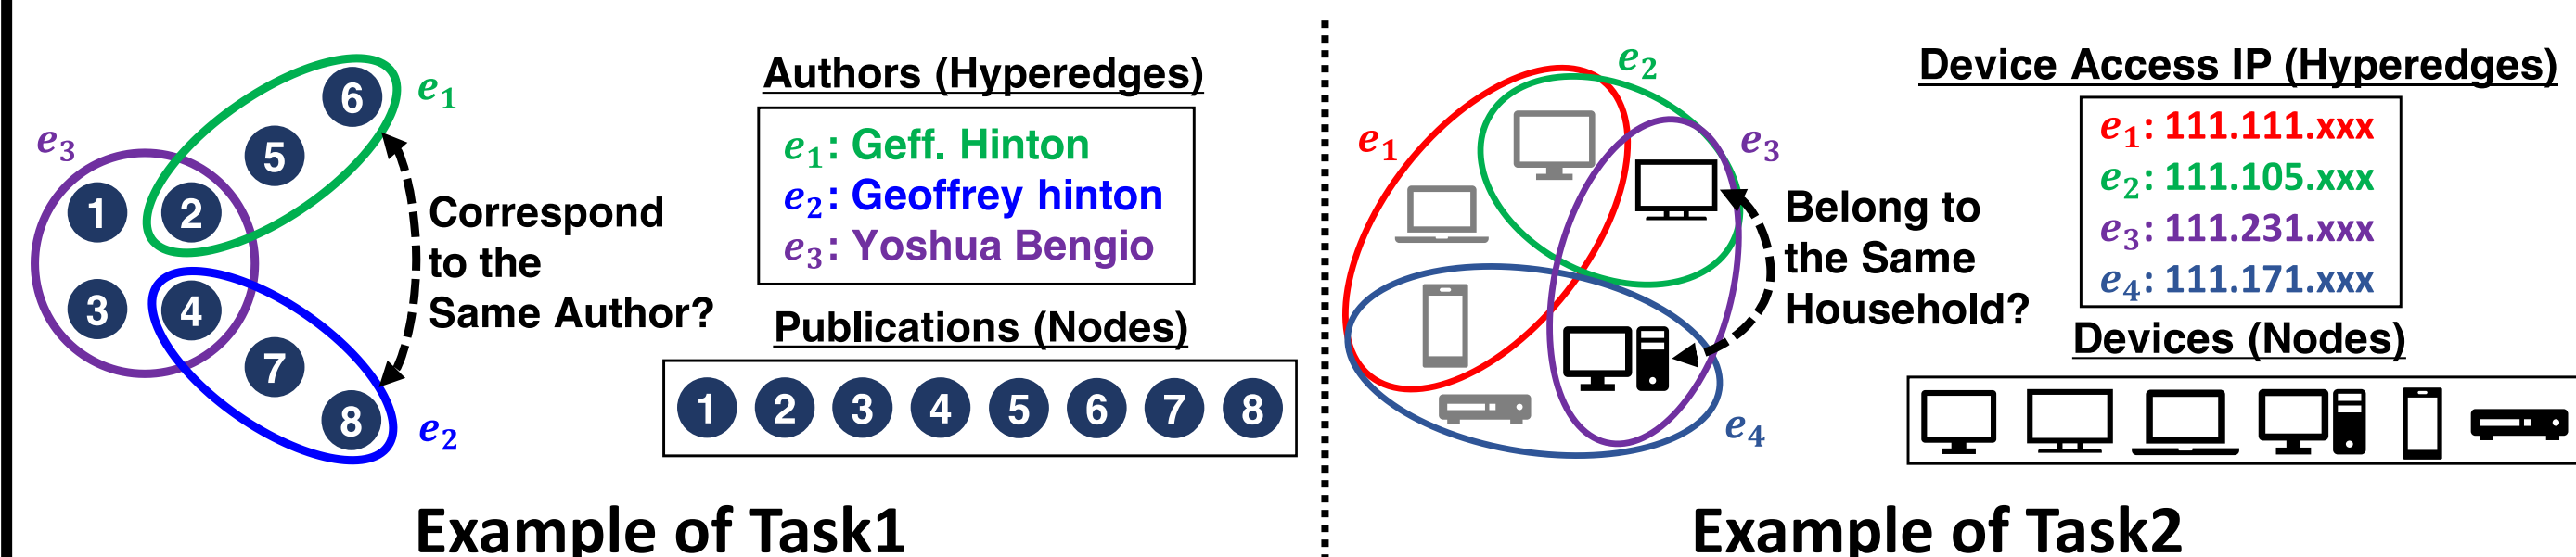 e3
1
2
3
4
5
6
7
8
e1
e2
Correspond
to the
Same Author?
Authors (Hyperedges)
e1: Geff. Hinton
e2: Geoffrey hinton
e3: Yoshua Bengio
Publications (Nodes)
1 2 3 4 5 6 7 8
Example of Task1
e1
e2
e3
e4
Belong to
the Same
Household?
Device Access IP (Hyperedges)
e1: 111.111.xxx
e2: 111.105.xxx
e3: 111.231.xxx
e4: 111.171.xxx
Devices (Nodes)
Example of Task2